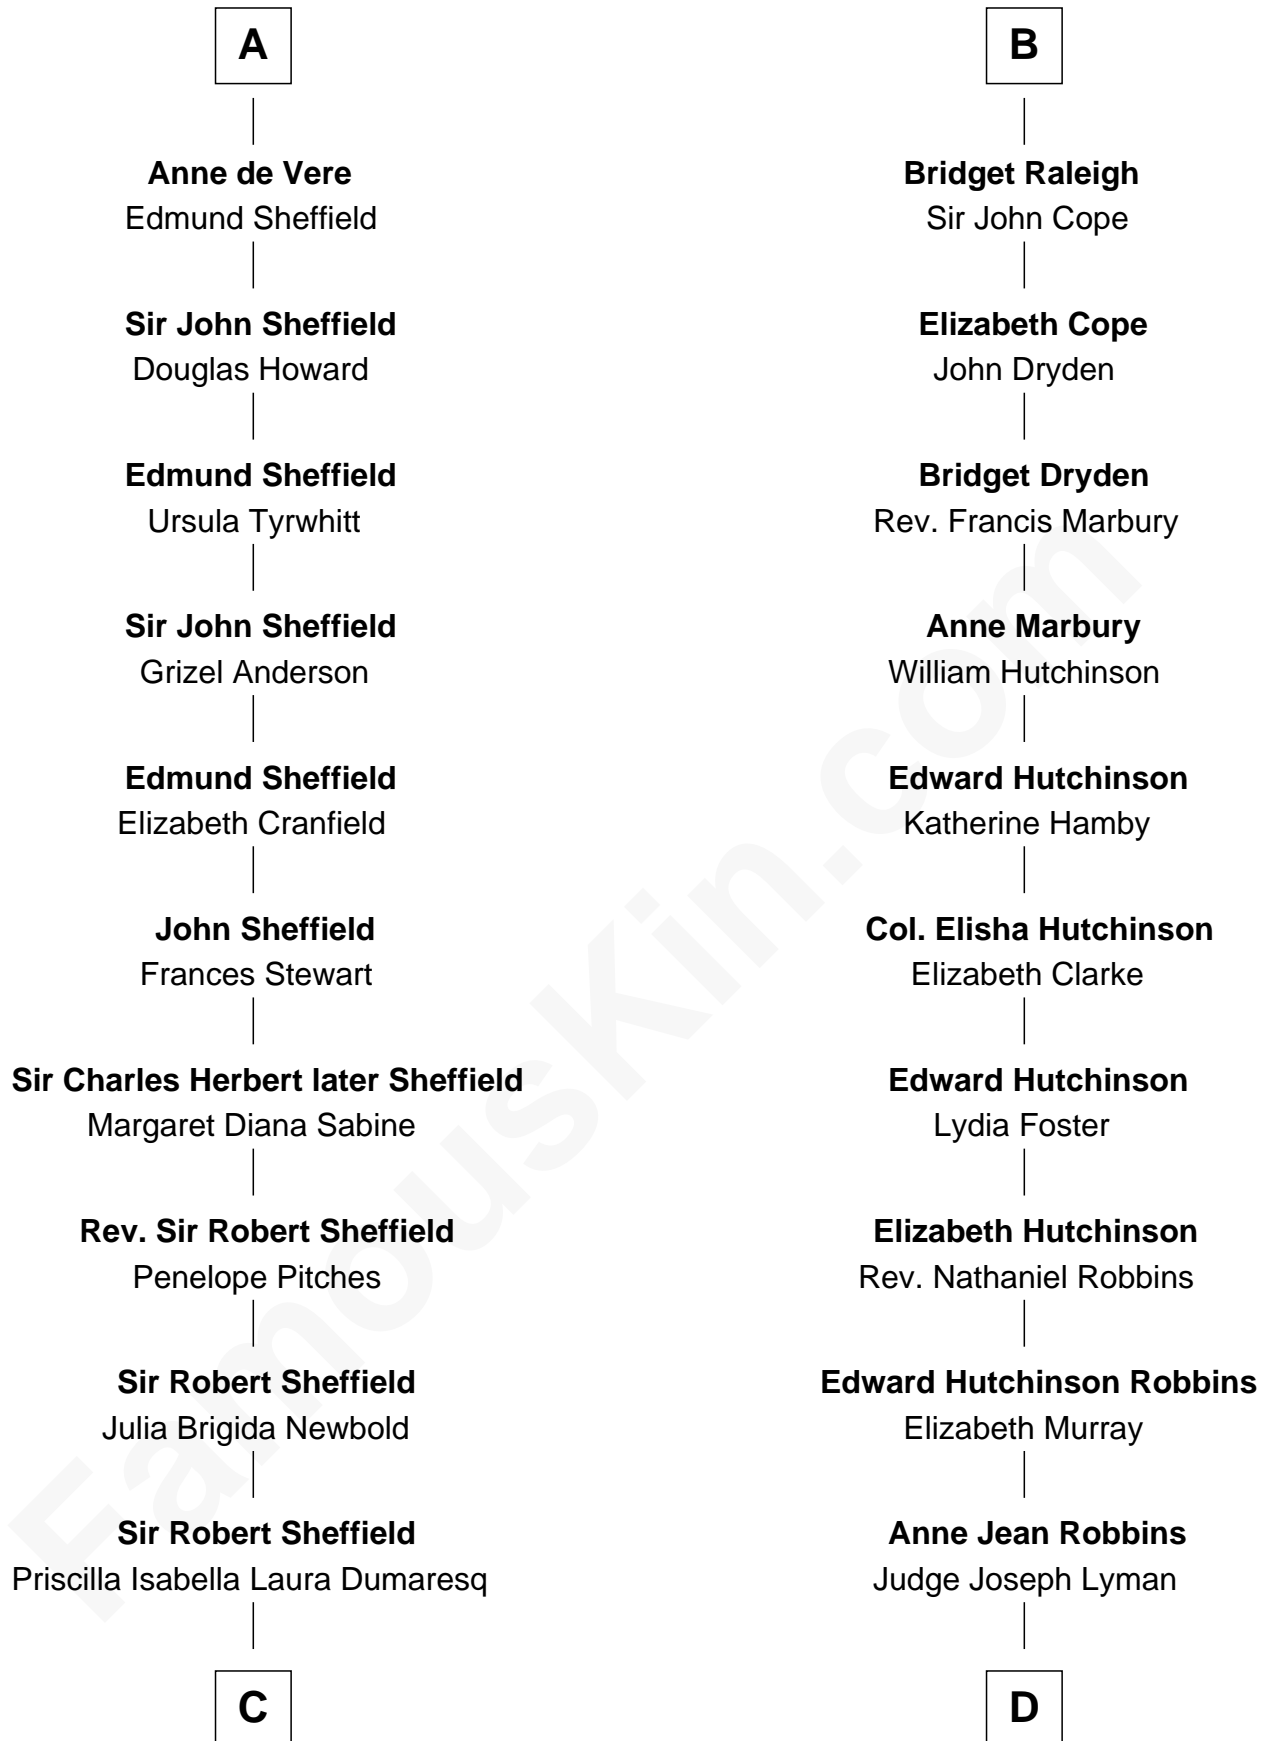 A
Anne de Vere
Edmund Sheffield
Sir John Sheffield
Douglas Howard
Edmund Sheffield
Ursula Tyrwhitt
Sir John Sheffield
Grizel Anderson
Edmund Sheffield
Elizabeth Cranfield
John Sheffield
Frances Stewart
Sir Charles Herbert later Sheffield
Margaret Diana Sabine
Rev. Sir Robert Sheffield
Penelope Pitches
Sir Robert Sheffield
Julia Brigida Newbold
Sir Robert Sheffield
Priscilla Isabella Laura Dumaresq
C
B
Bridget Raleigh
Sir John Cope
Elizabeth Cope
John Dryden
Bridget Dryden
Rev. Francis Marbury
Anne Marbury
William Hutchinson
Edward Hutchinson
Katherine Hamby
Col. Elisha Hutchinson
Elizabeth Clarke
Edward Hutchinson
Lydia Foster
Elizabeth Hutchinson
Rev. Nathaniel Robbins
Edward Hutchinson Robbins
Elizabeth Murray
Anne Jean Robbins
Judge Joseph Lyman
D
FamousKin.com